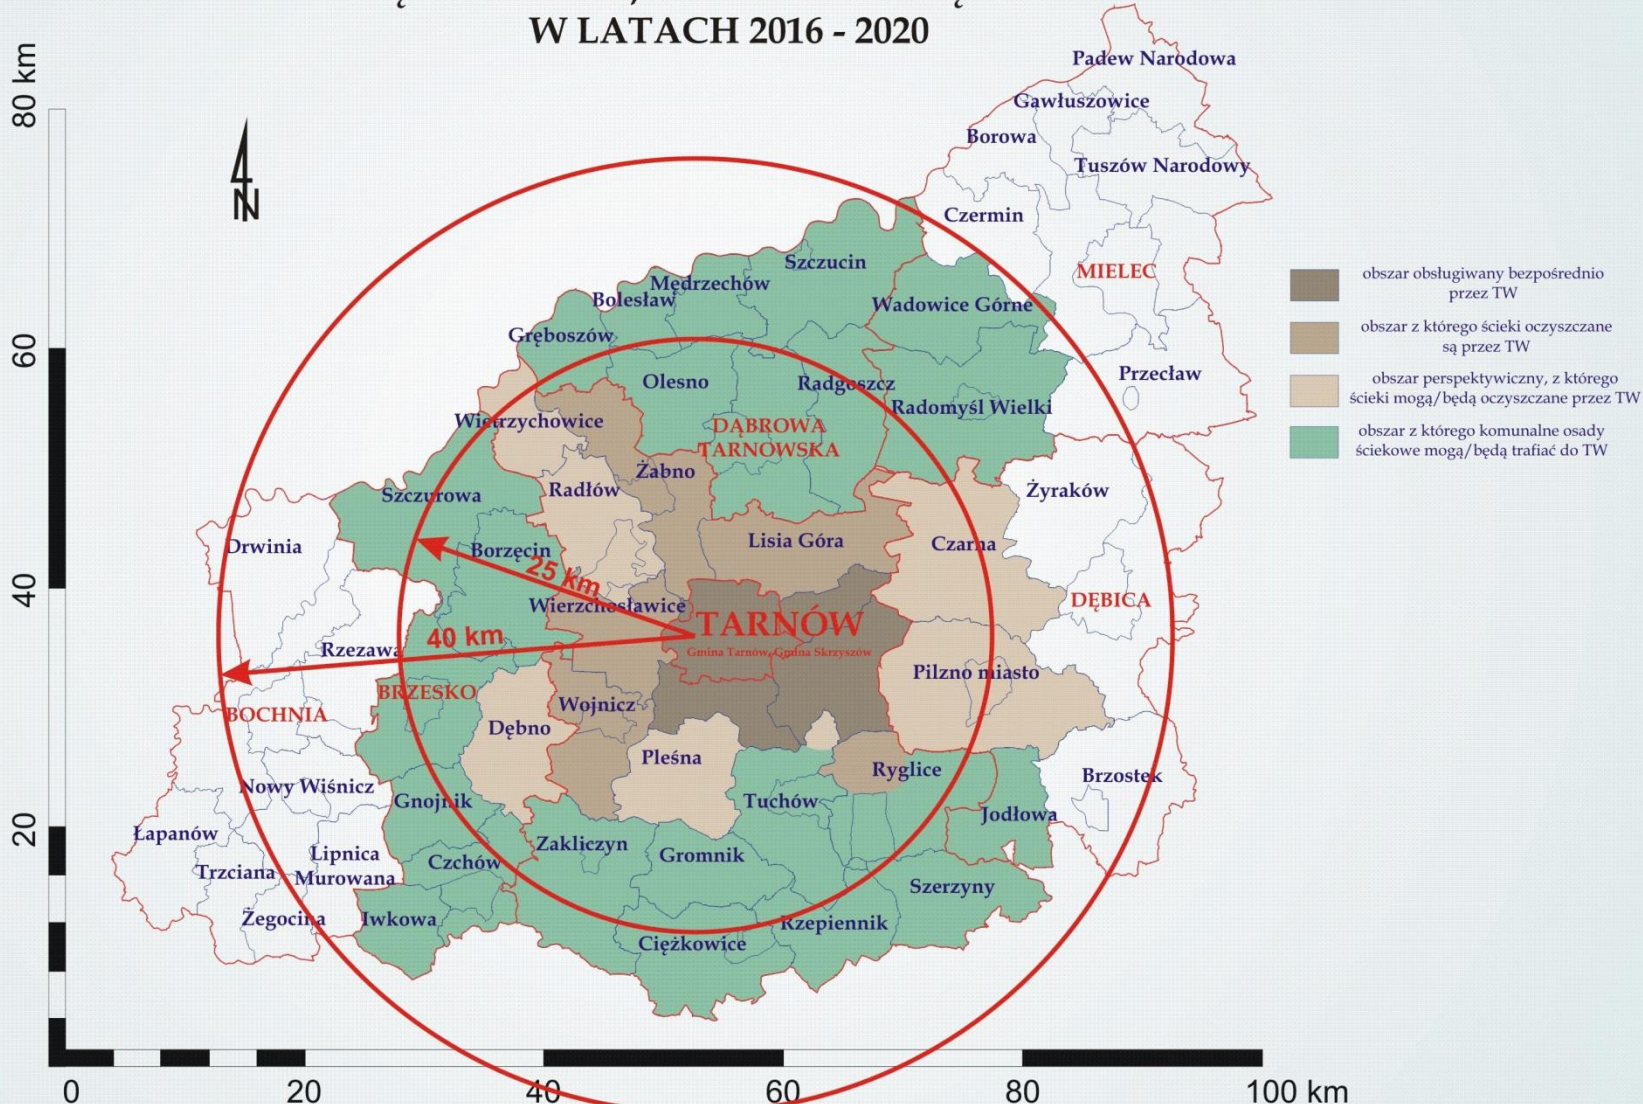 W LATACH 2016 - 2020
80 km
60
40
20
0
20
40
60
80
100 km
N
Padew Narodowa
Gawłuszowice
Borowa
Tuszów Narodowy
Czermin
MIELEC
Szczucin
Mędrzechów
Bolesław
Wadowice Górne
Gręboszów
Przecław
Olesno
Radgoszcz
Radomyśl Wielki
Wietrzychowice
DĄBROWA
TARNOWSKA
Żabno
Radłów
Żyraków
Szczurowa
Drwinia
Borzęcin
Lisia Góra
Czarna
25 km
Wierzchosławice
DĘBICA
TARNÓW
Gmina Tarnów, Gmina Skrzyszów
40 km
Rzezawa
Pilzno miasto
BRZESKO
BOCHNIA
Wojnicz
Dębno
Pleśna
Ryglice
Brzostek
Nowy Wiśnicz
Gnojnik
Tuchów
Jodłowa
Łapanów
Zakliczyn
Lipnica
Murowana
Gromnik
Czchów
Trzciana
Szerzyny
Żegocina
Iwkowa
Rzepiennik
Ciężkowice
obszar obsługiwany bezpośrednio
przez TW
obszar z którego ścieki oczyszczane
są przez TW
obszar perspektywiczny, z którego
ścieki mogą/będą oczyszczane przez TW
obszar z którego komunalne osady
ściekowe mogą/będą trafiać do TW